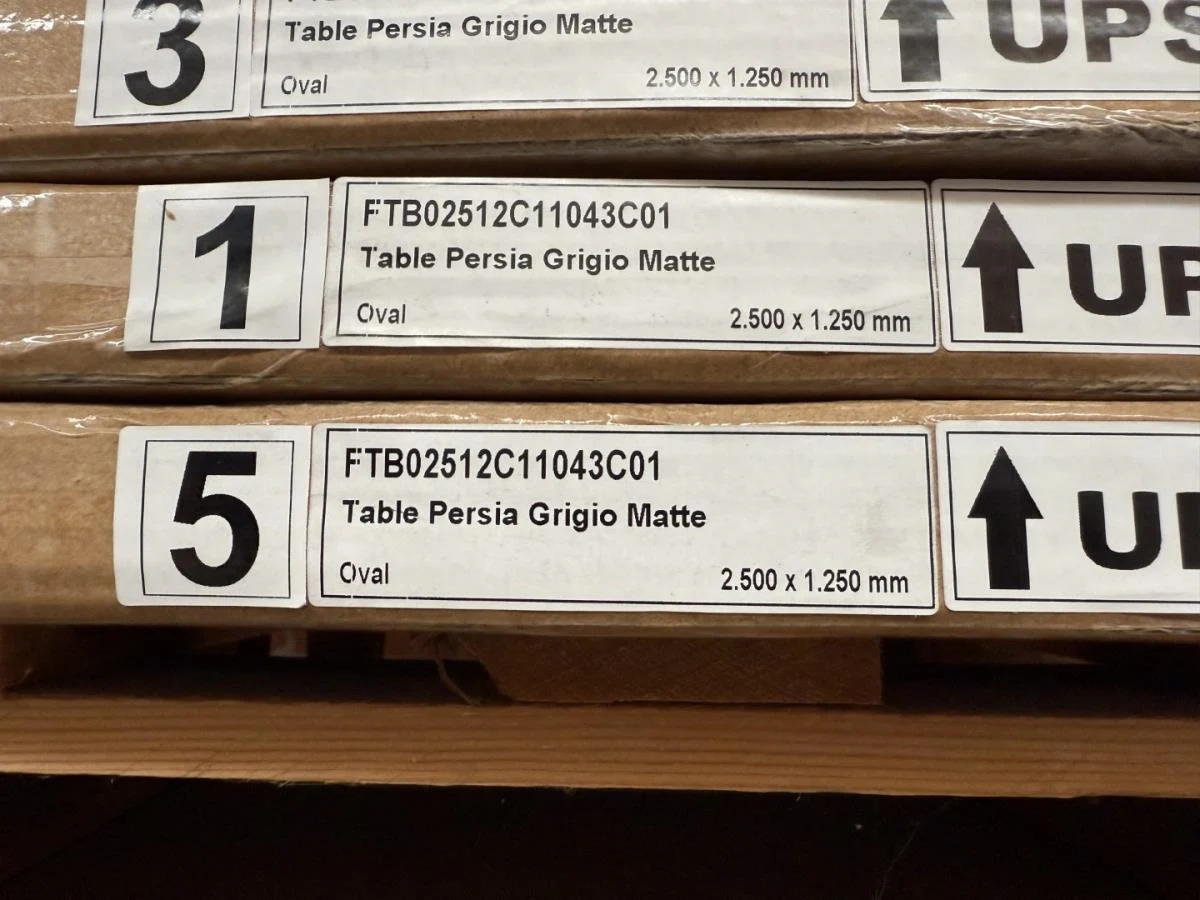 3
Table Persia Grigio Matte
Oval 2.500 x 1.250 mm
UPS
1
FTB02512C11043C01
Table Persia Grigio Matte
Oval 2.500 x 1.250 mm
UP
5
FTB02512C11043C01
Table Persia Grigio Matte
Oval 2.500 x 1.250 mm
UP